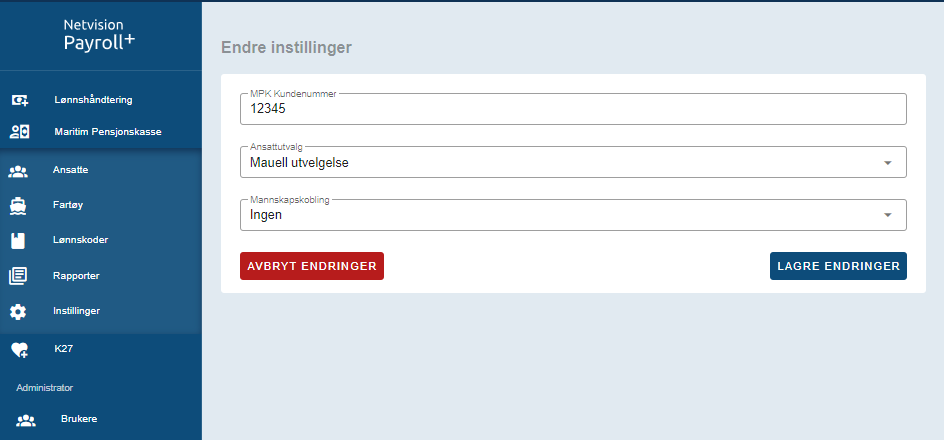 Netvision
Payroll+
Lønnshåndtering
Maritim Pensjonskasse
Ansatte
Fartøy
Lønnskoder
Rapporter
Instillinger
K27
Administrator
Brukere
Endre instillinger
MPK Kundenummer
12345
Ansattutvalg
Mauell utvelgelse
Mannskapskobling
Ingen
AVBRYT ENDRINGER
LAGRE ENDRINGER